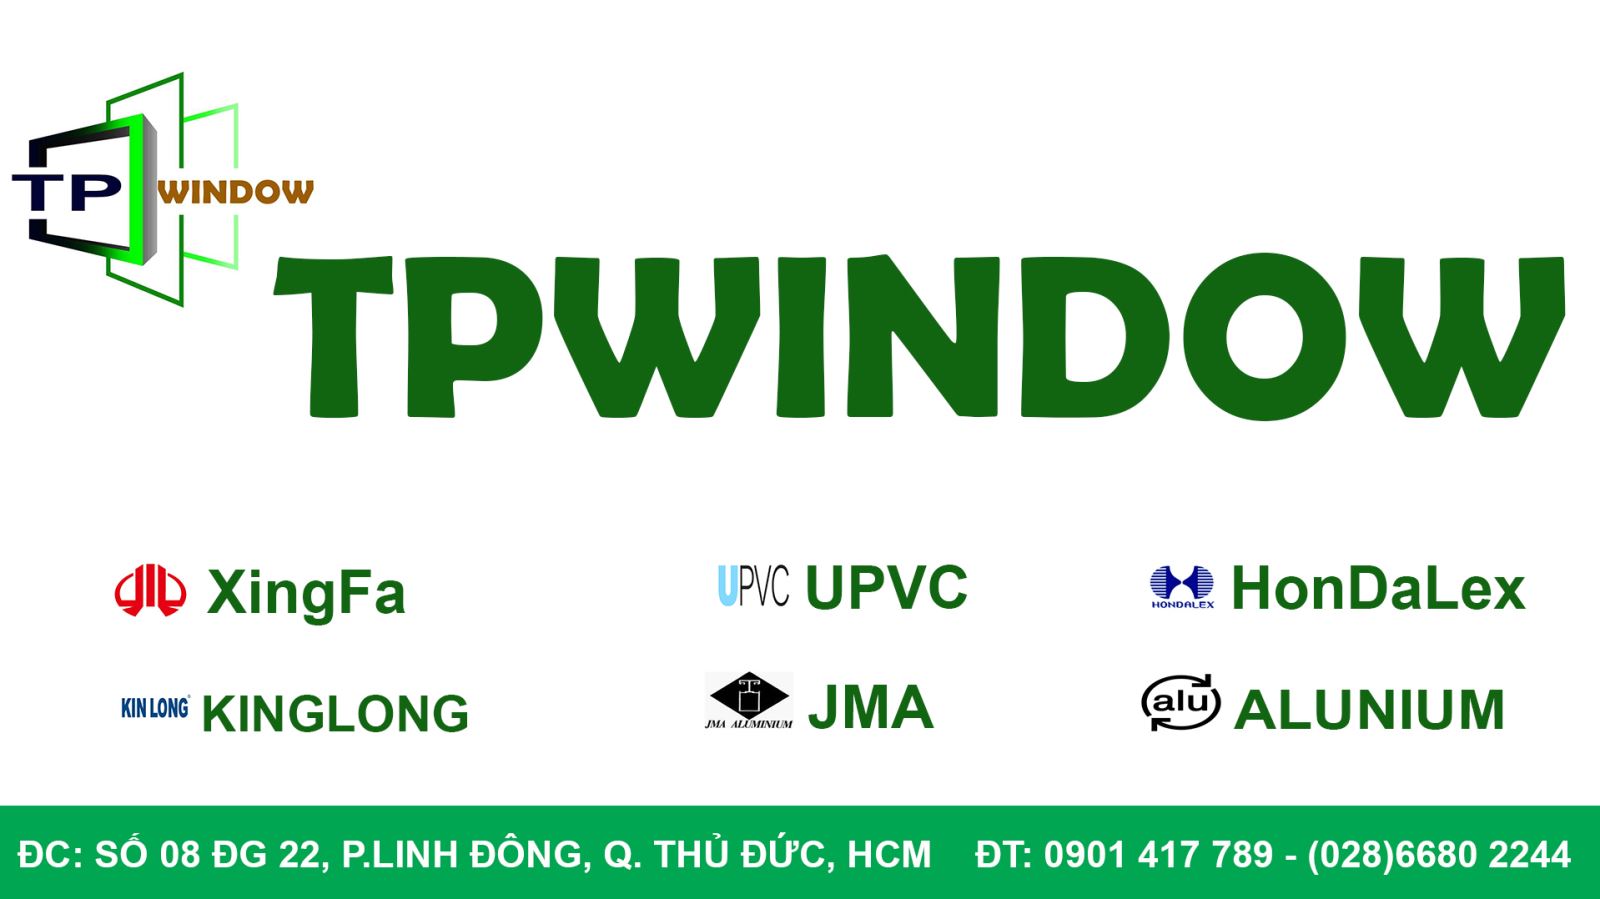 TP WINDOW
TPWINDOW
XingFa
UPVC UPVC
HONDALEX HonDaLex
KIN LONG® KINGLONG
JMA ALUMINIUM JMA
alu ALUNIUM
ĐC: SỐ 08 ĐG 22, P.LINH ĐÔNG, Q. THỦ ĐỨC, HCM ĐT: 0901 417 789 - (028)6680 2244